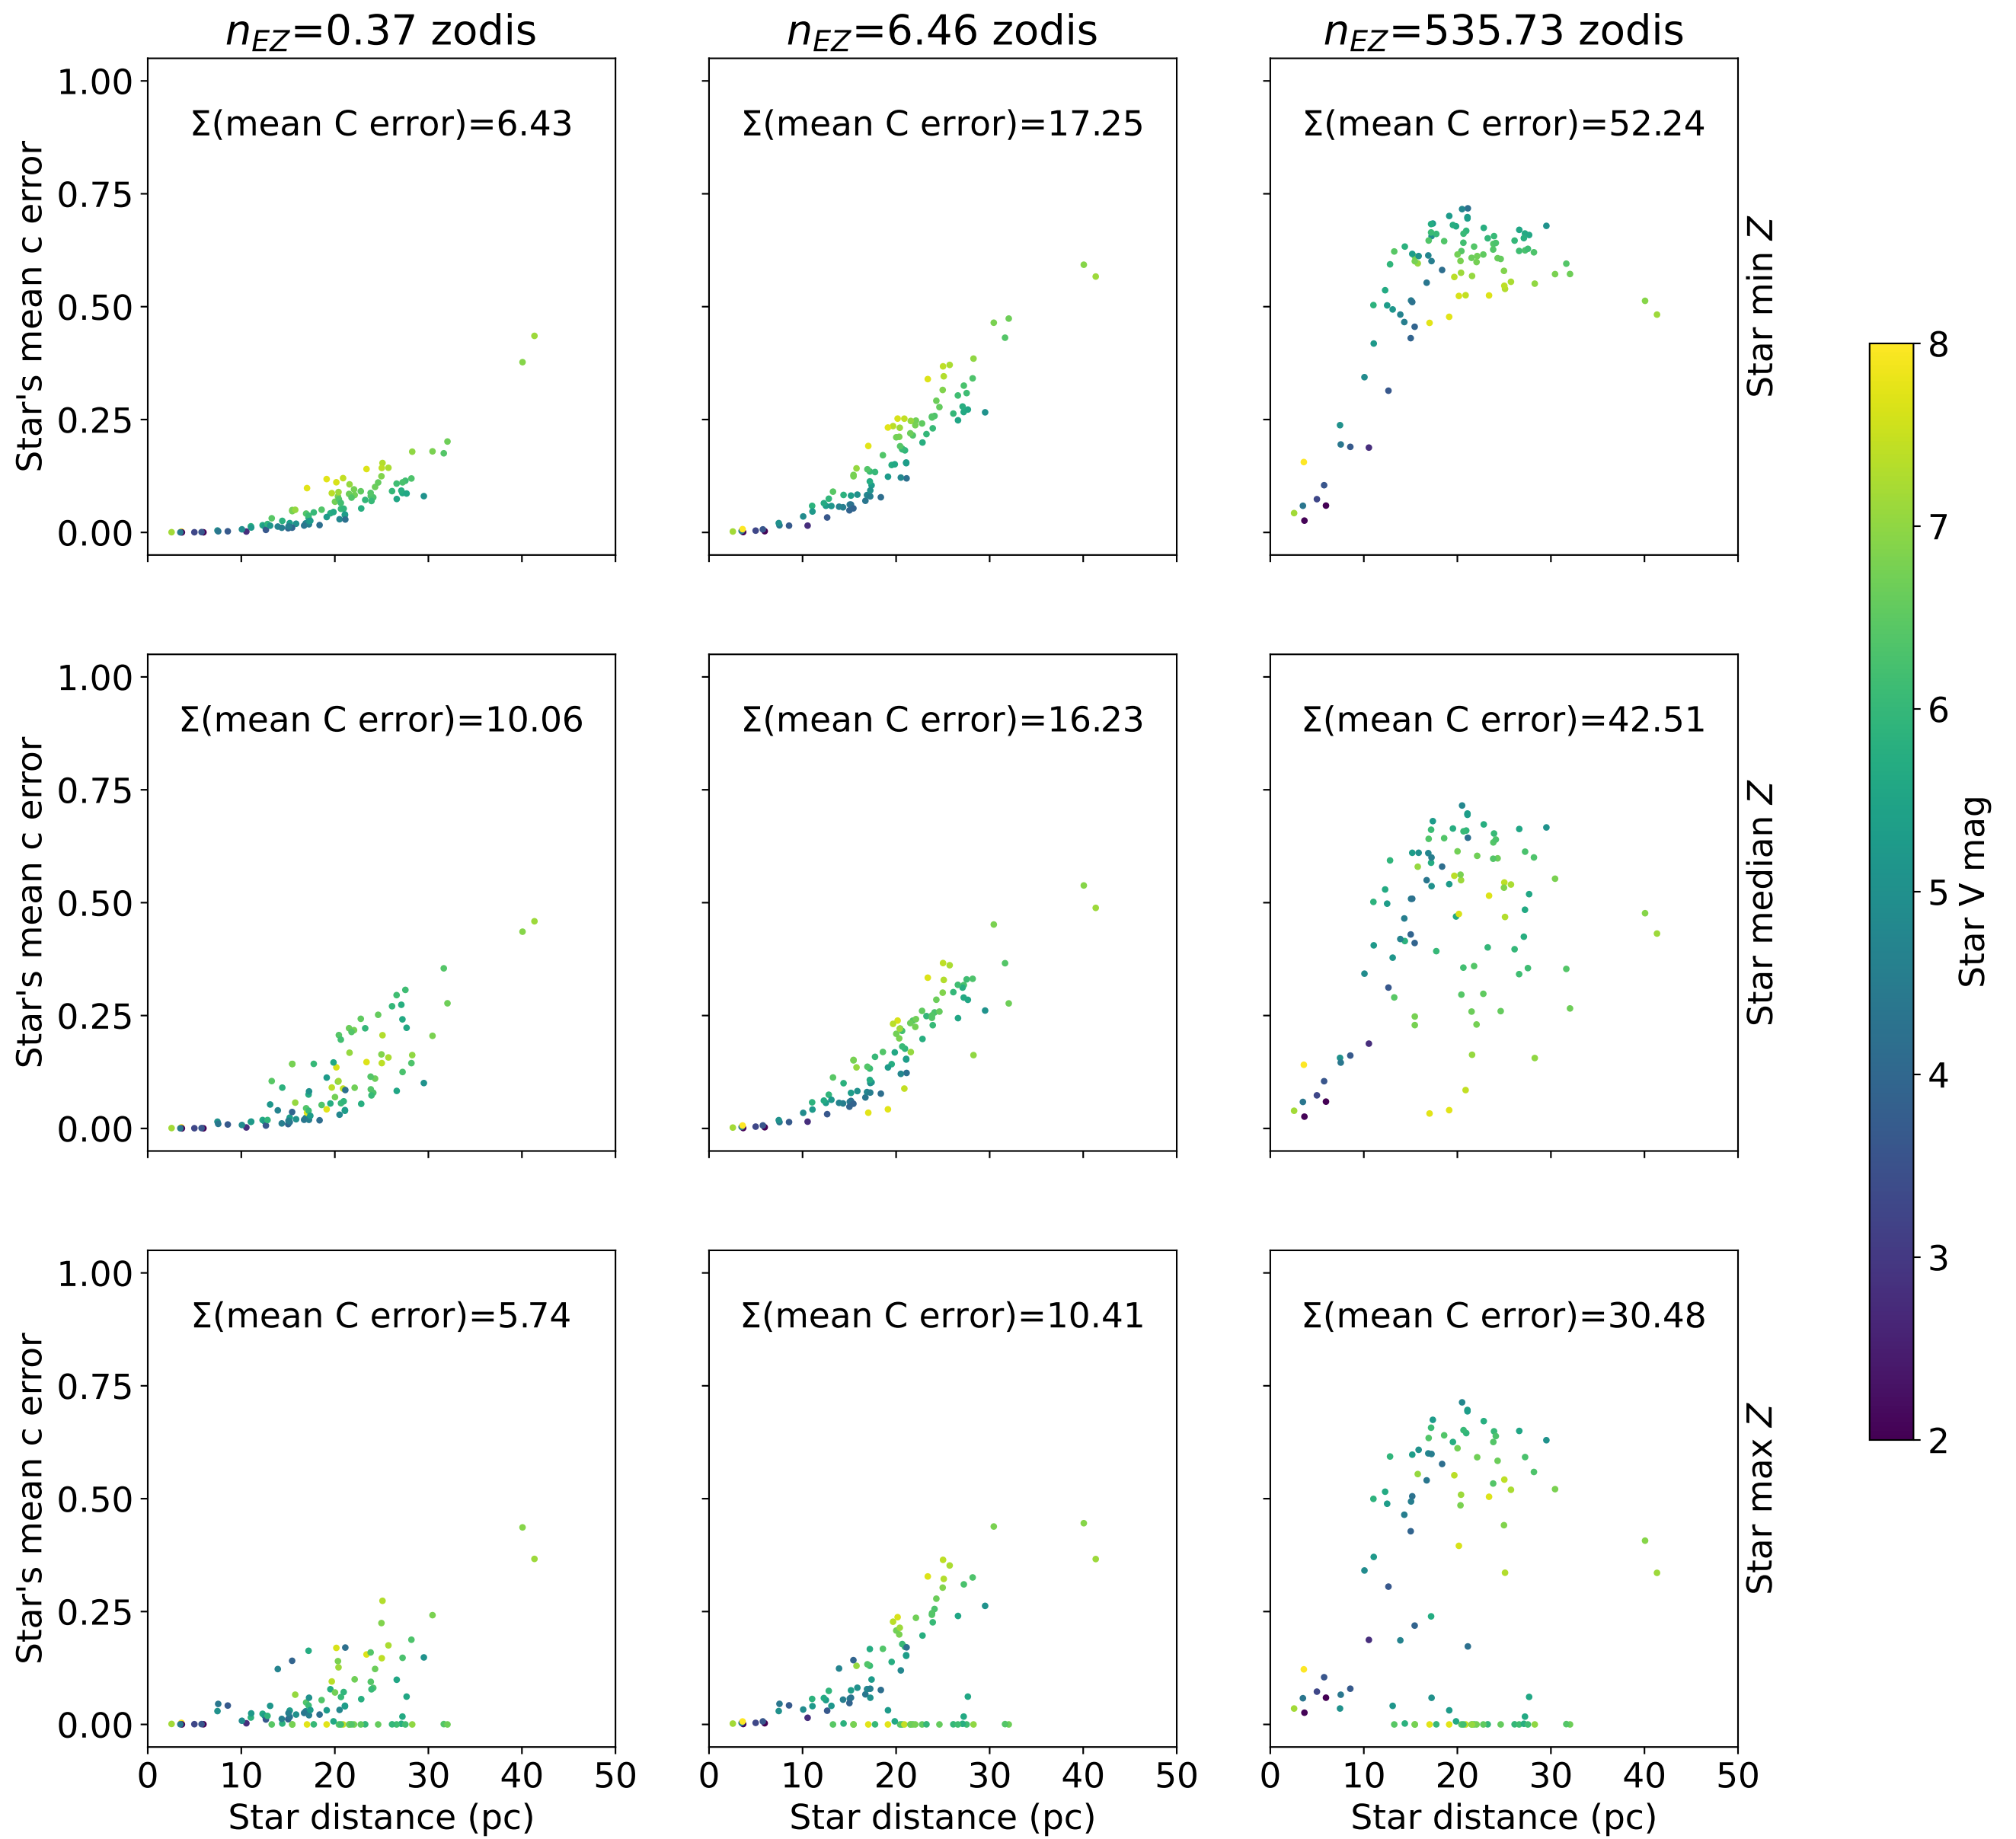 n_EZ=0.37 zodis
n_EZ=6.46 zodis
n_EZ=535.73 zodis
Star's mean c error
1.00
0.75
0.50
0.25
0.00
Σ(mean C error)=6.43
Σ(mean C error)=17.25
Σ(mean C error)=52.24
Star min Z
Star's mean c error
1.00
0.75
0.50
0.25
0.00
Σ(mean C error)=10.06
Σ(mean C error)=16.23
Σ(mean C error)=42.51
Star median Z
Star's mean c error
1.00
0.75
0.50
0.25
0.00
Σ(mean C error)=5.74
Σ(mean C error)=10.41
Σ(mean C error)=30.48
Star max Z
0 10 20 30 40 50
0 10 20 30 40 50
0 10 20 30 40 50
Star distance (pc)
Star distance (pc)
Star distance (pc)
8
7
6
5
4
3
2
Star V mag